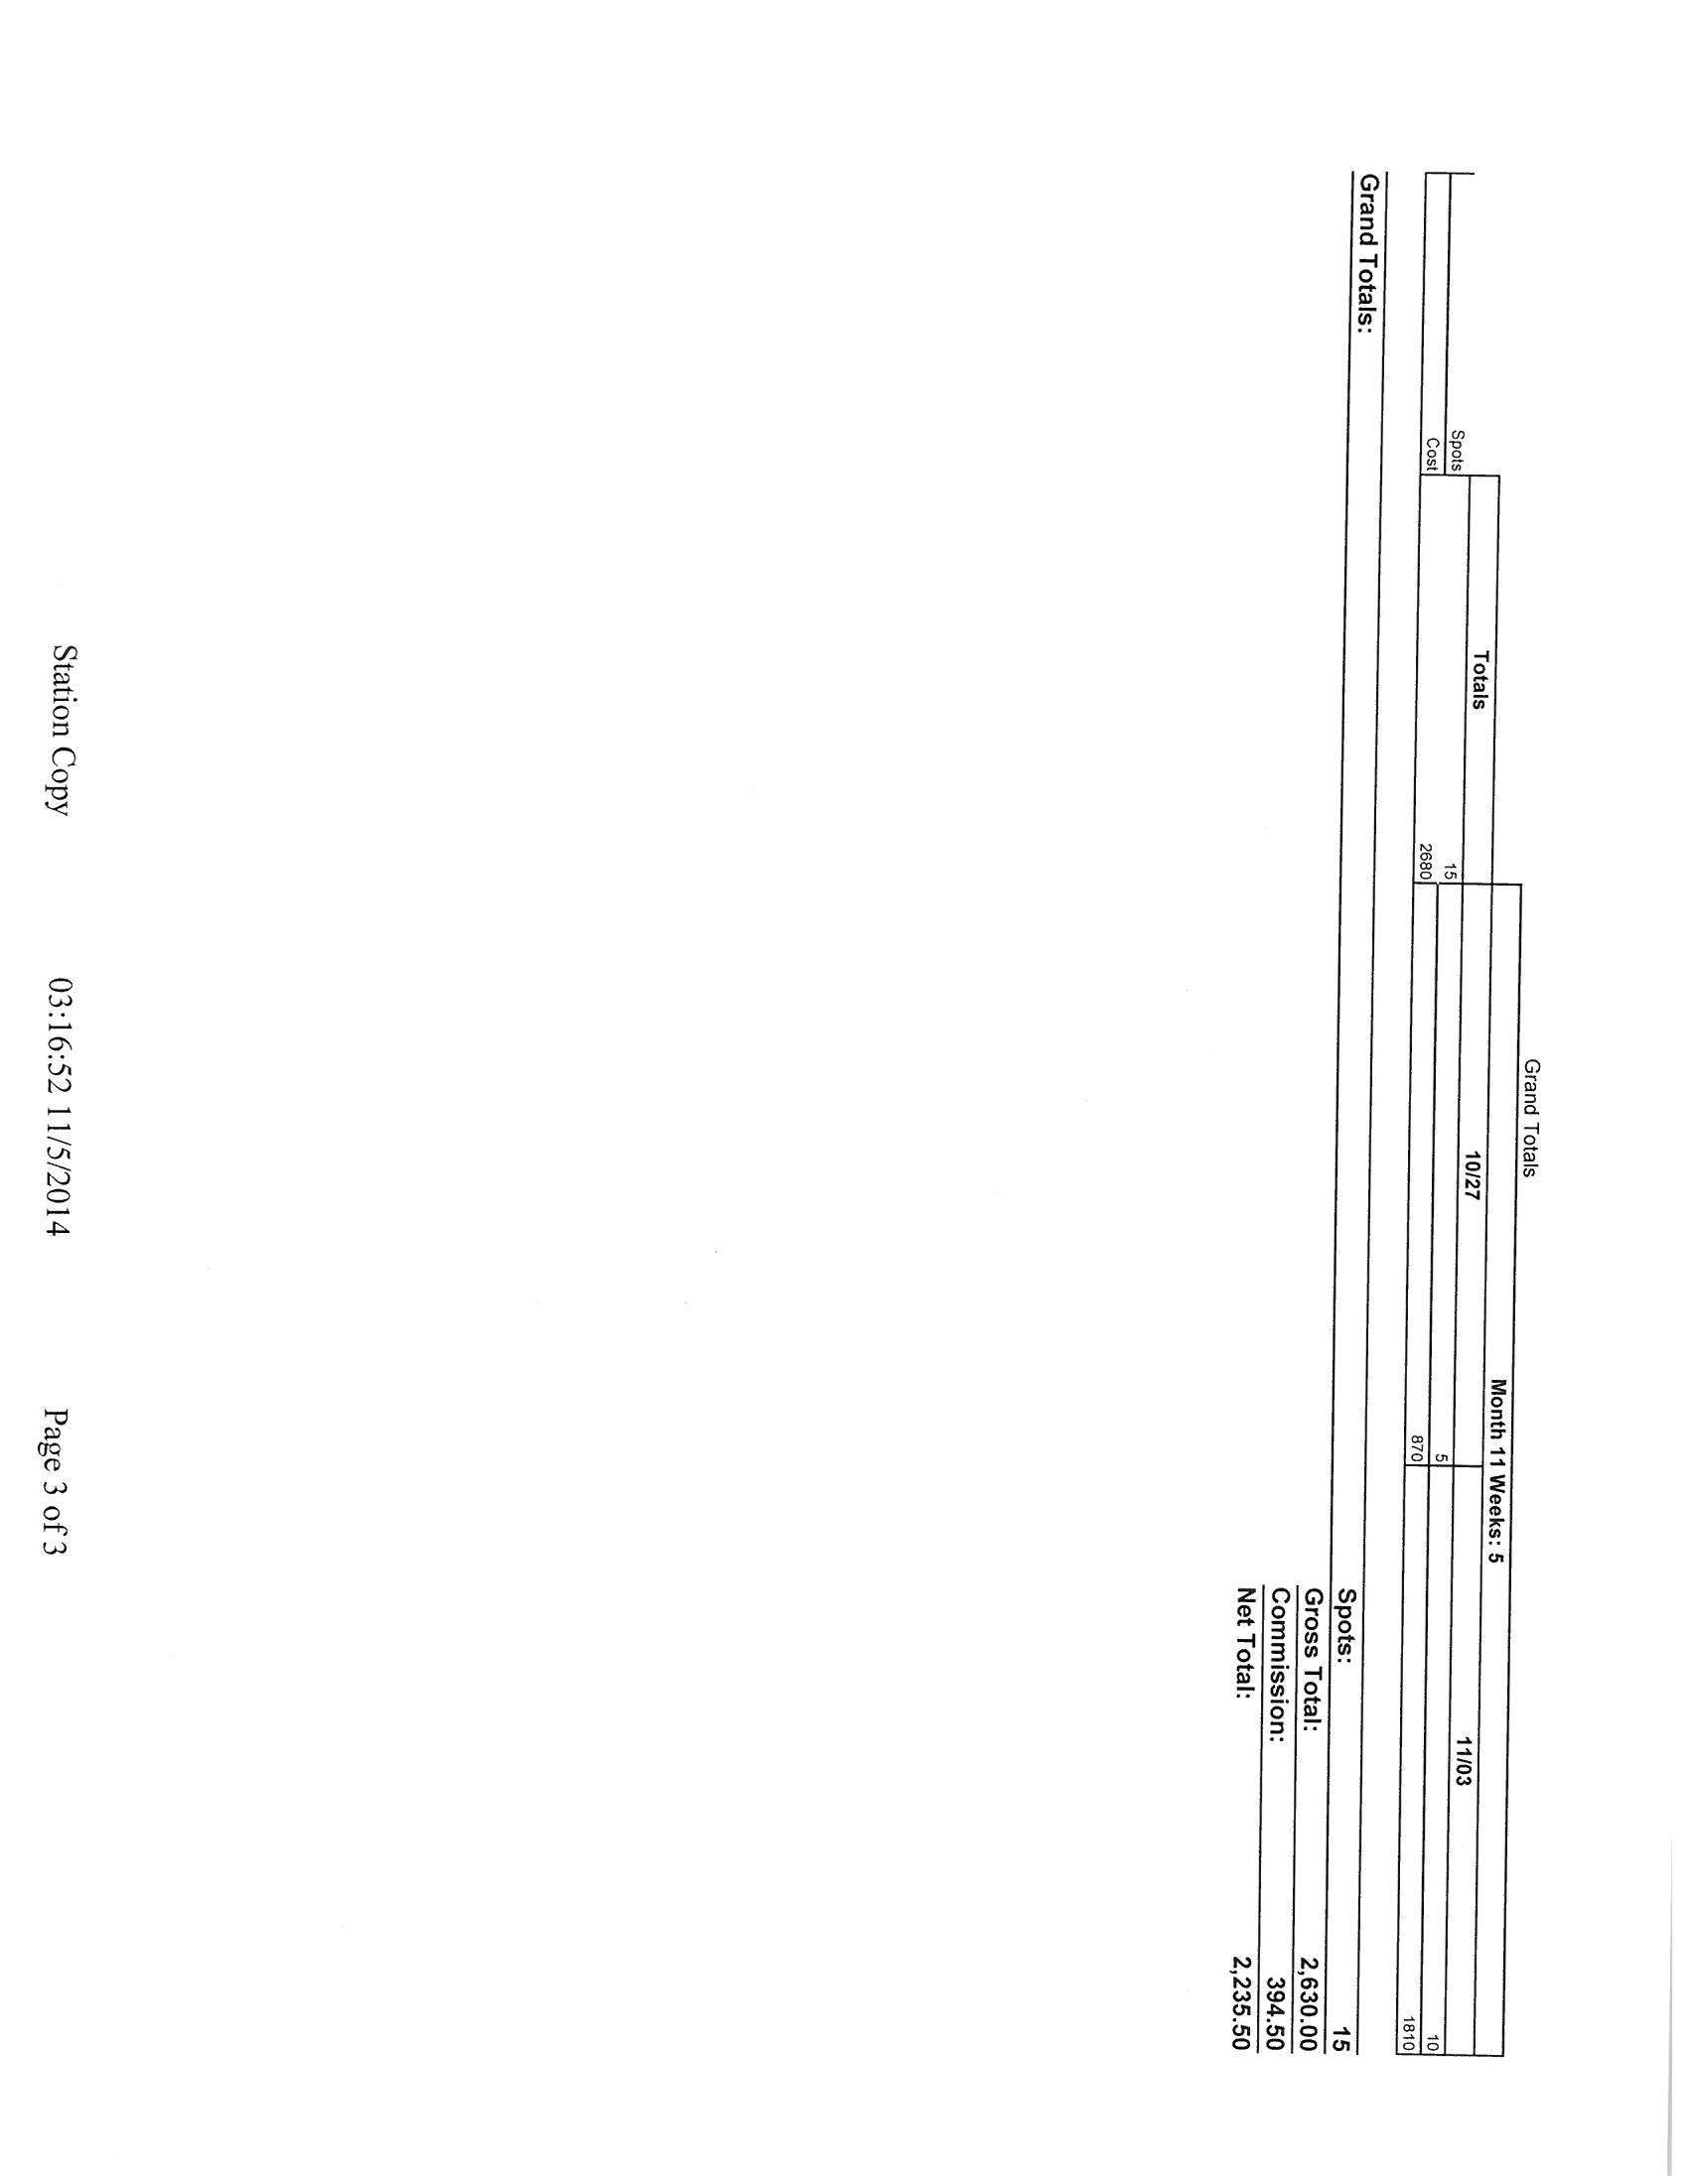 Grand Totals
Month 11 Weeks: 5
Totals 10/27 11/03
Spots 15 5 10
Cost 2680 870 1810
Grand Totals:
Spots: 15
Gross Total: 2,630.00
Commission: 394.50
Net Total: 2,235.50
Station Copy 03:16:52 11/5/2014 Page 3 of 3